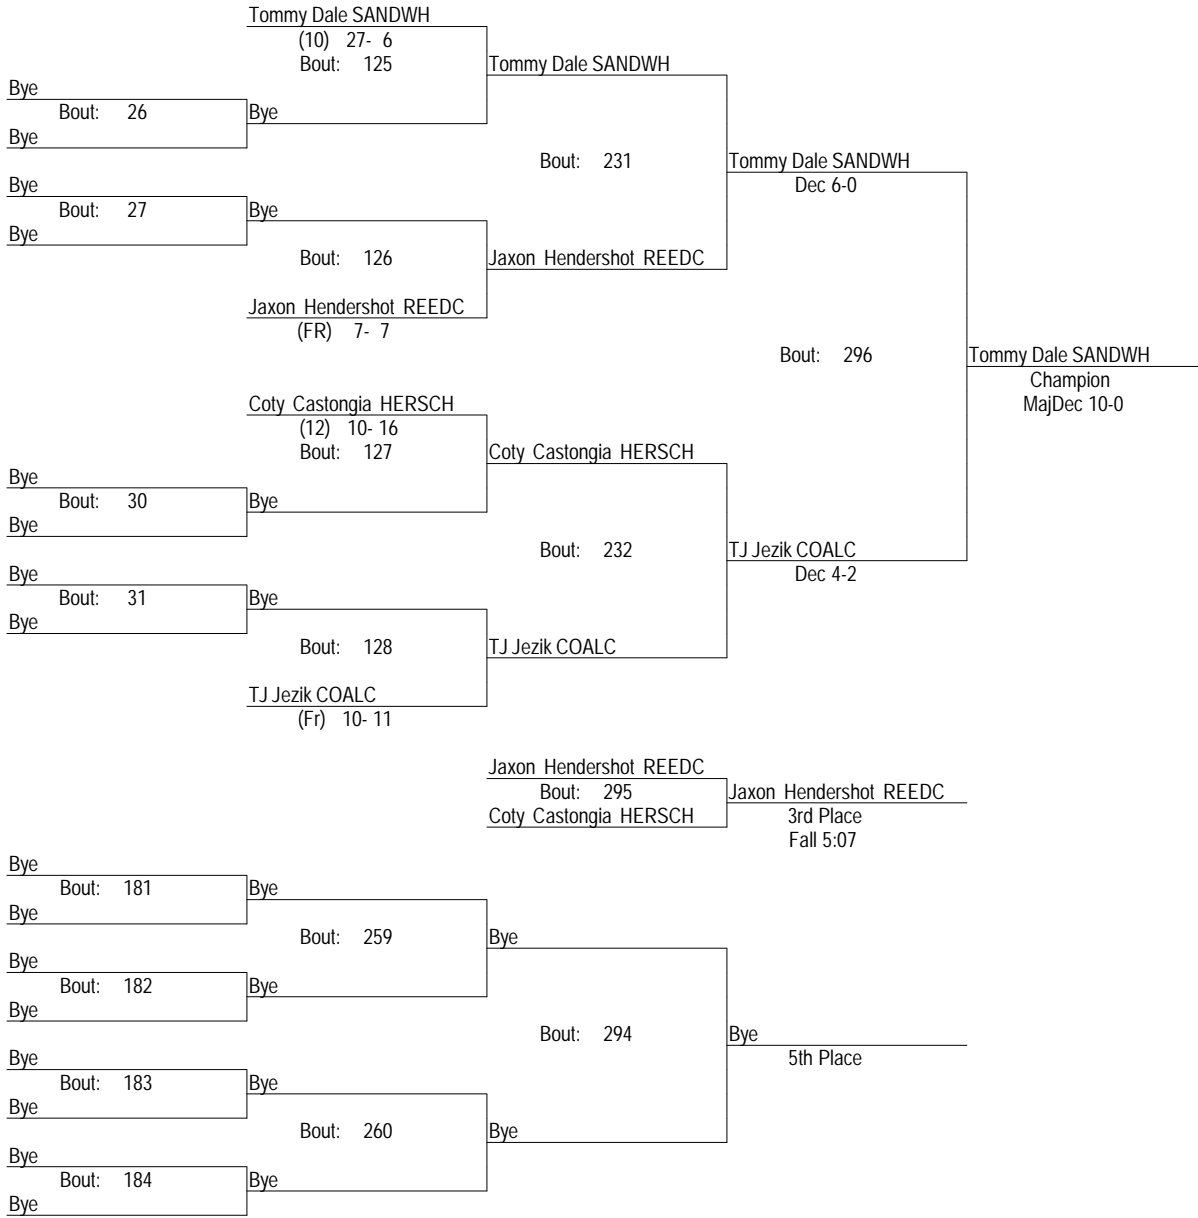 Tommy Dale SANDWH
(10) 27- 6
Bout: 125
Tommy Dale SANDWH
Bye
Bout: 26
Bye
Bye
Bout: 231
Tommy Dale SANDWH
Dec 6-0
Bye
Bout: 27
Bye
Bye
Bout: 126
Jaxon Hendershot REEDC
Jaxon Hendershot REEDC
(FR) 7- 7
Bout: 296
Tommy Dale SANDWH
Champion
MajDec 10-0
Coty Castongia HERSCH
(12) 10- 16
Bout: 127
Coty Castongia HERSCH
Bye
Bout: 30
Bye
Bye
Bout: 232
TJ Jezik COALC
Dec 4-2
Bye
Bout: 31
Bye
Bye
Bout: 128
TJ Jezik COALC
TJ Jezik COALC
(Fr) 10- 11
Jaxon Hendershot REEDC
Bout: 295
Jaxon Hendershot REEDC
Coty Castongia HERSCH
3rd Place
Fall 5:07
Bye
Bout: 181
Bye
Bye
Bout: 259
Bye
Bye
Bout: 182
Bye
Bye
Bout: 294
Bye
5th Place
Bye
Bout: 183
Bye
Bye
Bout: 260
Bye
Bye
Bout: 184
Bye
Bye